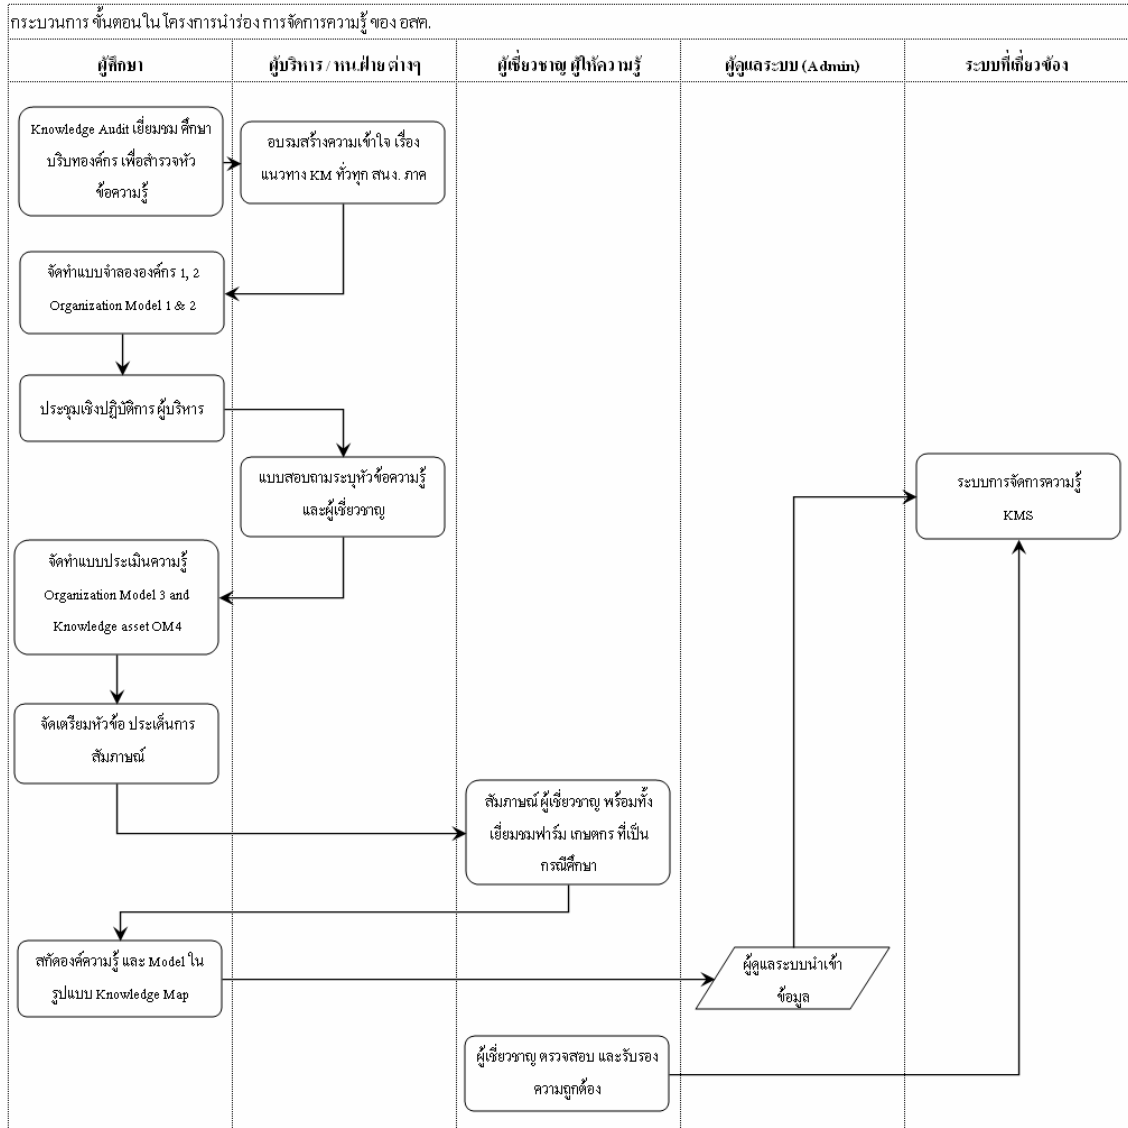 กระบวนการ ขั้นตอนใน โครงการนำร่อง การจัดการความรู้ ของ อสค.
ผู้ศึกษา
ผู้บริหาร / หน.ฝ่าย ต่างๆ
ผู้เชี่ยวชาญ ผู้ให้ความรู้
ผู้ดูแลระบบ (Admin)
ระบบที่เกี่ยวข้อง
Knowledge Audit เยี่ยมชม ศึกษา
บริบทองค์กร เพื่อสำรวจหัว
ข้อความรู้
อบรมสร้างความเข้าใจ เรื่อง
แนวทาง KM ทั่วทุก สนง. ภาค
จัดทำแบบจำลององค์กร 1, 2
Organization Model 1 & 2
ประชุมเชิงปฏิบัติการ ผู้บริหาร
แบบสอบถามระบุหัวข้อความรู้
และผู้เชี่ยวชาญ
ระบบการจัดการความรู้
KMS
จัดทำแบบประเมินความรู้
Organization Model 3 and
Knowledge asset OM4
จัดเตรียมหัวข้อ ประเด็นการ
สัมภาษณ์
สัมภาษณ์ ผู้เชี่ยวชาญ พร้อมทั้ง
เยี่ยมชมฟาร์ม เกษตกร ที่เป็น
กรณีศึกษา
สกัดองค์ความรู้ และ Model ใน
รูปแบบ Knowledge Map
ผู้ดูแลระบบนำเข้า
ข้อมูล
ผู้เชี่ยวชาญ ตรวจสอบ และรับรอง
ความถูกต้อง